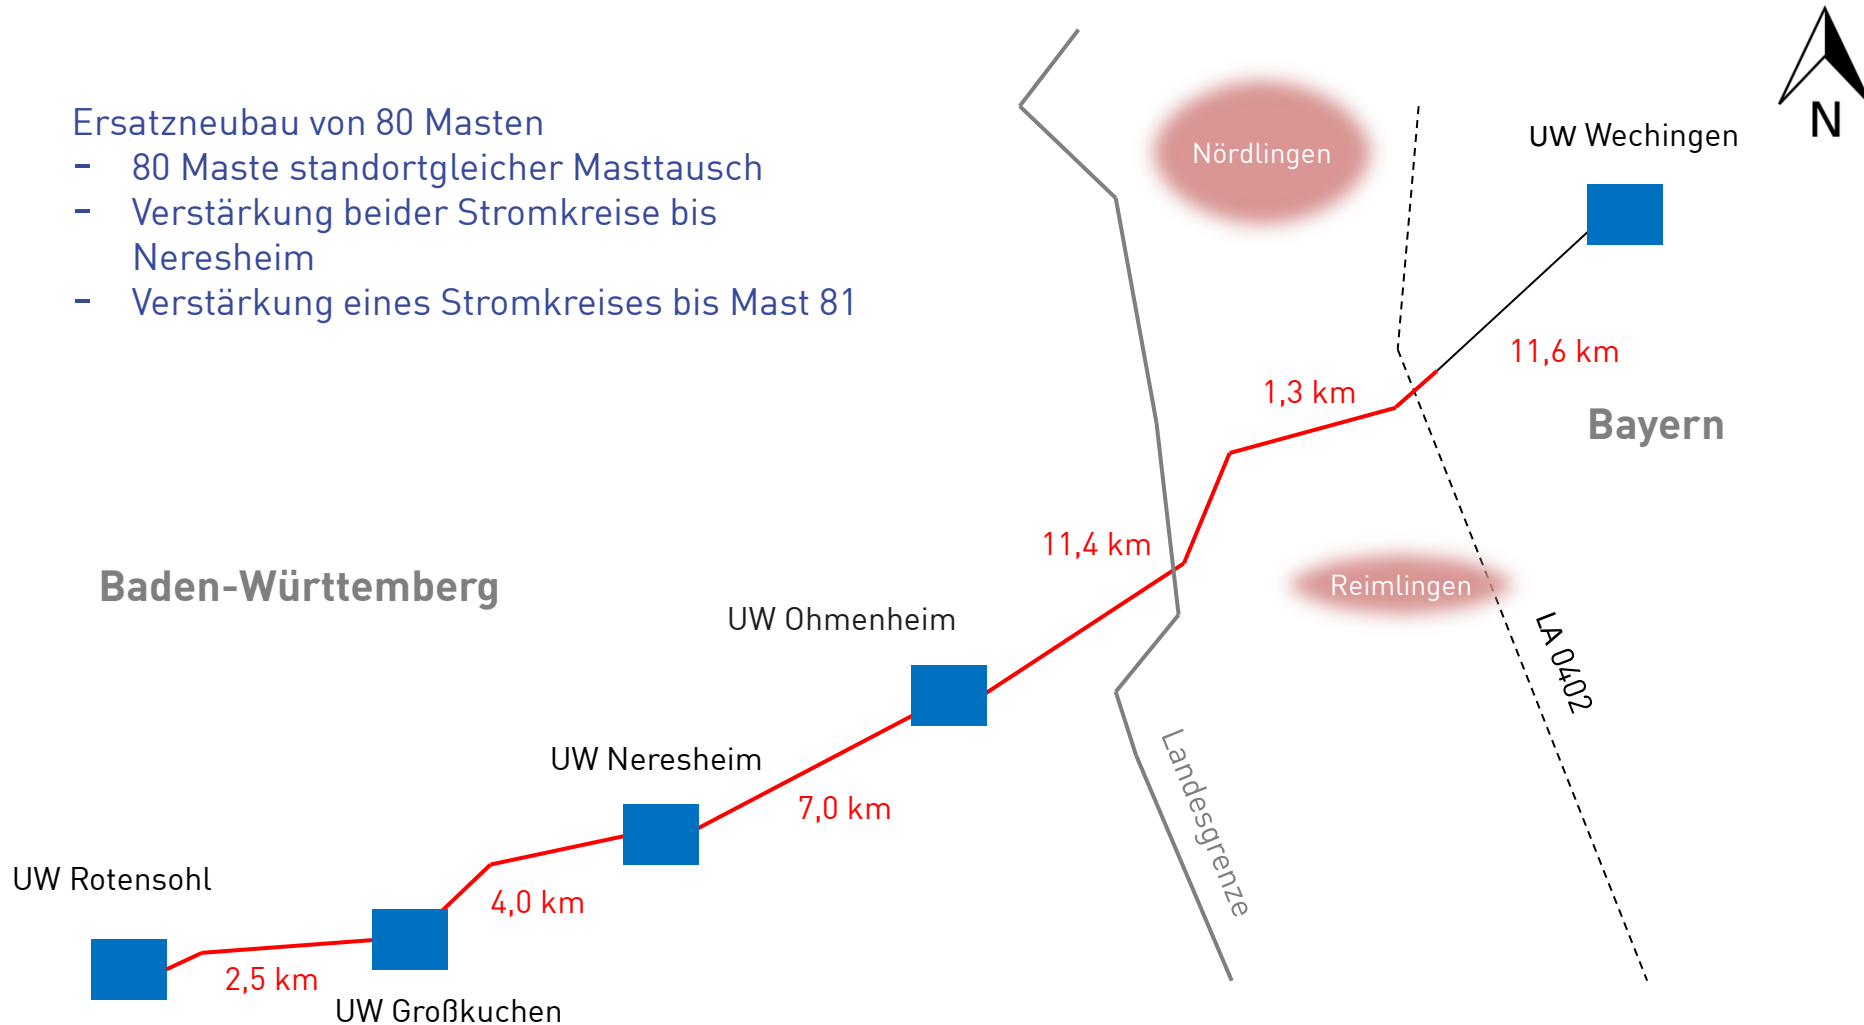 Ersatzneubau von 80 Masten
- 80 Maste standortgleicher Masttausch
- Verstärkung beider Stromkreise bis
Neresheim
- Verstärkung eines Stromkreises bis Mast 81
N
Nördlingen
UW Wechingen
11,6 km
1,3 km
Bayern
11,4 km
Baden-Württemberg
Reimlingen
UW Ohmenheim
LA 0402
UW Neresheim
7,0 km
Landesgrenze
UW Rotensohl
4,0 km
2,5 km
UW Großkuchen